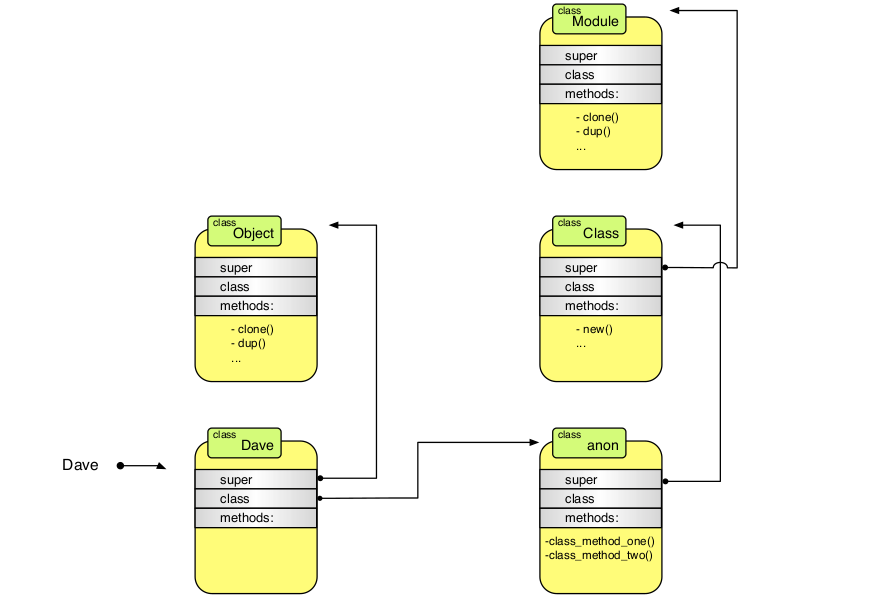 class
Module
super
class
methods:
- clone()
- dup()
...
class
Object
super
class
methods:
- clone()
- dup()
...
class
Class
super
class
methods:
- new()
...
Dave
class
Dave
super
class
methods:
class
anon
super
class
methods:
-class_method_one()
-class_method_two()